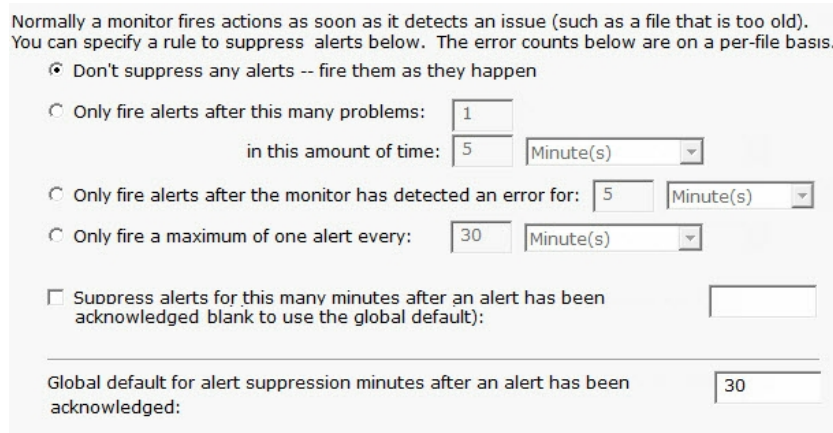 Normally a monitor fires actions as soon as it detects an issue (such as a file that is too old).
You can specify a rule to suppress alerts below. The error counts below are on a per-file basis.
Don't suppress any alerts -- fire them as they happen
Only fire alerts after this many problems: 1
in this amount of time: 5 Minute(s)
Only fire alerts after the monitor has detected an error for: 5 Minute(s)
Only fire a maximum of one alert every: 30 Minute(s)
Suppress alerts for this many minutes after an alert has been
acknowledged blank to use the global default):
Global default for alert suppression minutes after an alert has been 30
acknowledged: